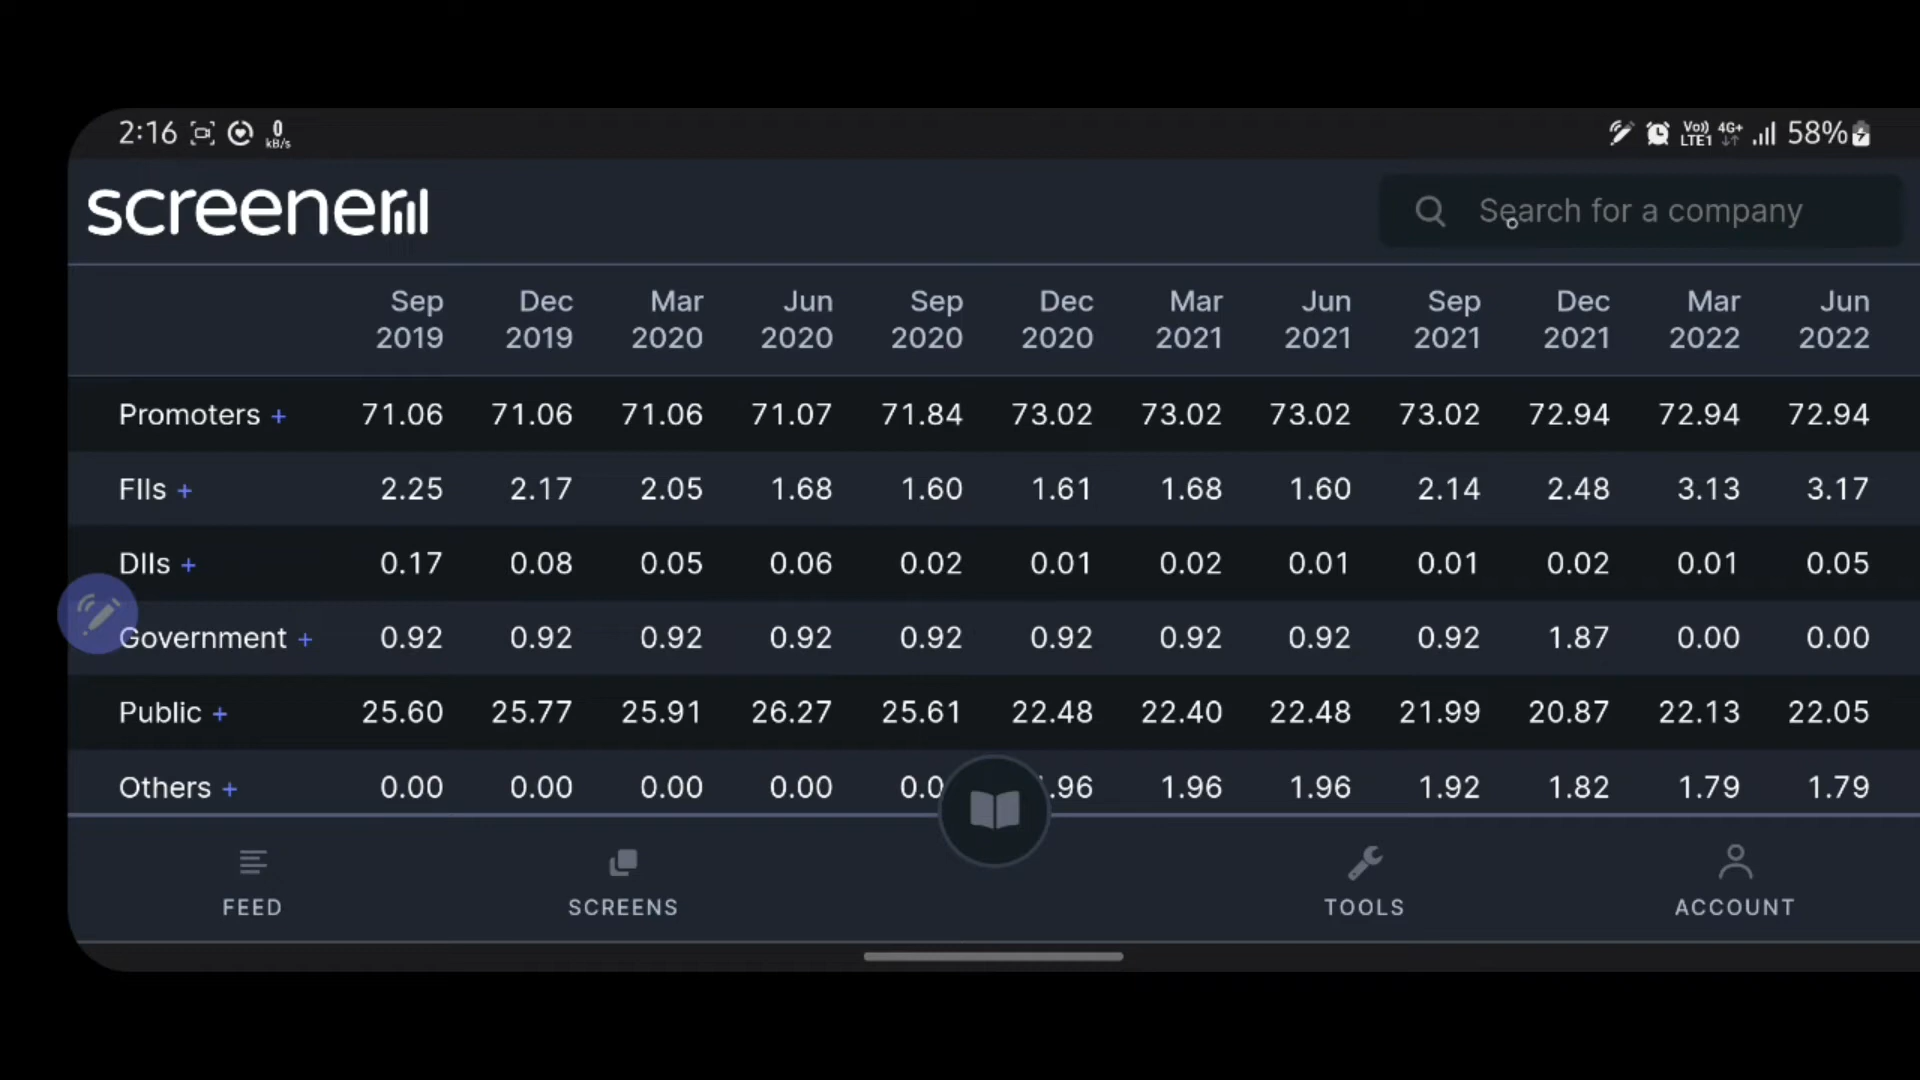 2:16 0 kB/s Vo)) LTE1 4G+ 58%
screener
Search for a company
Sep 2019 Dec 2019 Mar 2020 Jun 2020 Sep 2020 Dec 2020 Mar 2021 Jun 2021 Sep 2021 Dec 2021 Mar 2022 Jun 2022
Promoters + 71.06 71.06 71.06 71.07 71.84 73.02 73.02 73.02 73.02 72.94 72.94 72.94
FIIs + 2.25 2.17 2.05 1.68 1.60 1.61 1.68 1.60 2.14 2.48 3.13 3.17
DIIs + 0.17 0.08 0.05 0.06 0.02 0.01 0.02 0.01 0.01 0.02 0.01 0.05
Government + 0.92 0.92 0.92 0.92 0.92 0.92 0.92 0.92 0.92 1.87 0.00 0.00
Public + 25.60 25.77 25.91 26.27 25.61 22.48 22.40 22.48 21.99 20.87 22.13 22.05
Others + 0.00 0.00 0.00 0.00 0.0 .96 1.96 1.96 1.92 1.82 1.79 1.79
FEED SCREENS TOOLS ACCOUNT